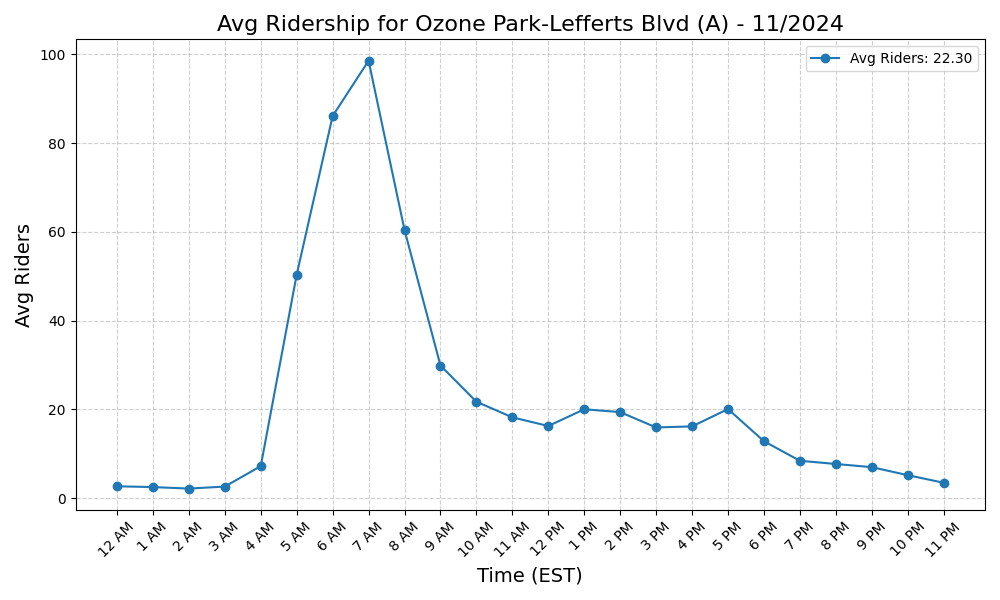 Avg Ridership for Ozone Park-Lefferts Blvd (A) - 11/2024
Avg Riders: 22.30
Avg Riders
100
80
60
40
20
0
12 AM
1 AM
2 AM
3 AM
4 AM
5 AM
6 AM
7 AM
8 AM
9 AM
10 AM
11 AM
12 PM
1 PM
2 PM
3 PM
4 PM
5 PM
6 PM
7 PM
8 PM
9 PM
10 PM
11 PM
Time (EST)